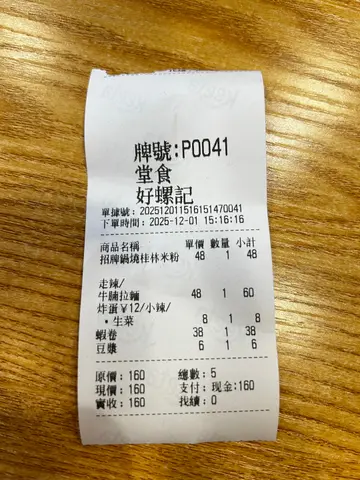 牌號:P0041
堂食
好螺記
單據號: 202512011516151470041
下單時間: 2025-12-01 15:16:16
商品名稱 單價 數量 小計
招牌鍋燒桂林米粉 48 1 48
走辣/
牛腩拉麵 48 1 60
炸蛋¥12/小辣/
・生菜 8 1 8
蝦卷 38 1 38
豆漿 6 1 6
原價: 160 總數: 5
現價: 160 支付: 现金:160
實收: 160 找續: 0